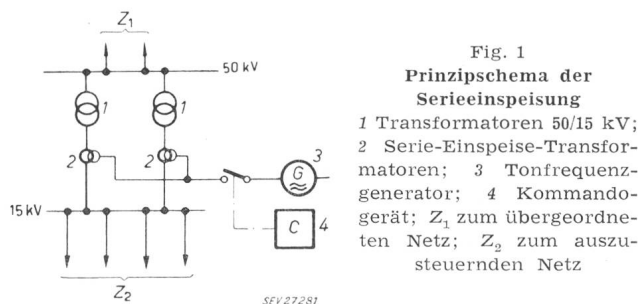 Z₁
50 kV
1
1
2
2
3
G
15 kV
C
4
Z₂
SEV27281
Fig. 1
Prinzipschema der
Serieeinspeisung
1 Transformatoren 50/15 kV;
2 Serie-Einspeise-Transfor-
matoren; 3 Tonfrequenz-
generator; 4 Kommando-
gerät; Z₁ zum übergeordne-
ten Netz; Z₂ zum auszu-
steuernden Netz